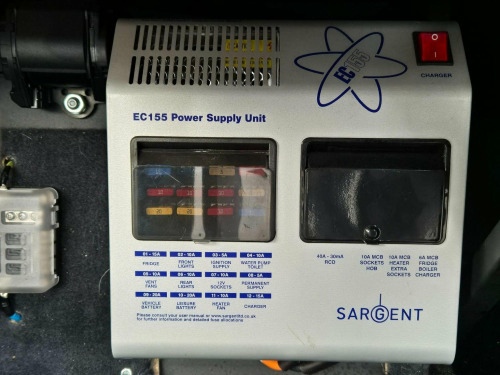 EC155
CHARGER
EC155 Power Supply Unit
01 - 15A 02 - 10A 03 - 5A 04 - 10A
FRIDGE FRONT LIGHTS IGNITION SUPPLY WATER PUMP TOILET
05 - 10A 06 - 10A 07 - 10A 08 - 5A
VENT FANS REAR LIGHTS 12V SOCKETS PERMANENT SUPPLY
09 - 20A 10 - 20A 11 - 10A 12 - 15A
VEHICLE BATTERY LEISURE BATTERY HEATER FAN CHARGER
Please consult your user manual or www.sargentltd.co.uk
for further information and detailed fuse allocations
40A - 30mA RCD
10A MCB SOCKETS HOB
10A MCB HEATER EXTRA SOCKETS
6A MCB FRIDGE BOILER CHARGER
SARGENT